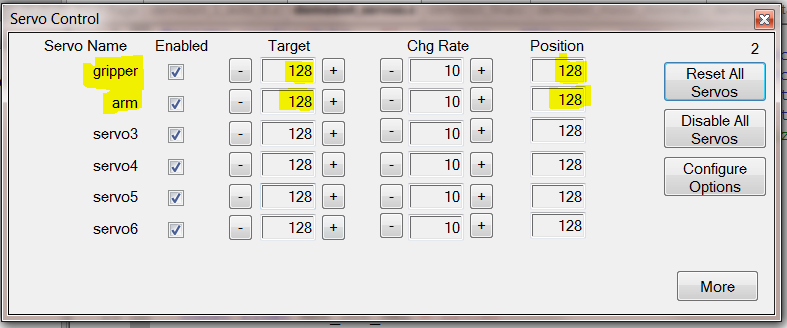 Servo Control
Servo Name Enabled Target Chg Rate Position 2
gripper - 128 + - 10 + 128
Reset All Servos
arm - 128 + - 10 + 128
servo3 - 128 + - 10 + 128
Disable All Servos
servo4 - 128 + - 10 + 128
Configure Options
servo5 - 128 + - 10 + 128
servo6 - 128 + - 10 + 128
More